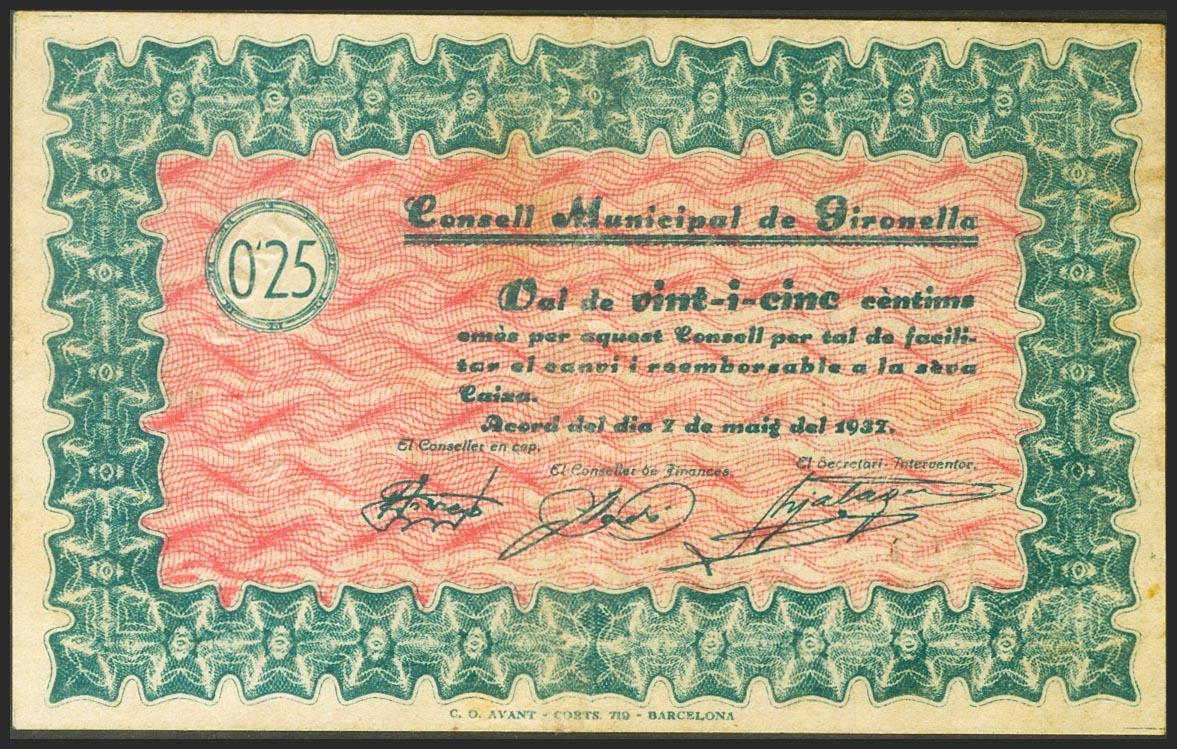 Consell Municipal de Gironella
0'25
Val de vint-i-cinc cèntims
emès per aquest Consell per tal de facili-
tar el canvi i reemborsable a la sèva
Caixa.
Acord del dia 7 de maig del 1937.
El Conseller en cap,
El Conseller de Finances,
El Secretari-Interventor,
C. O. AVANT - CORTS, 719 - BARCELONA